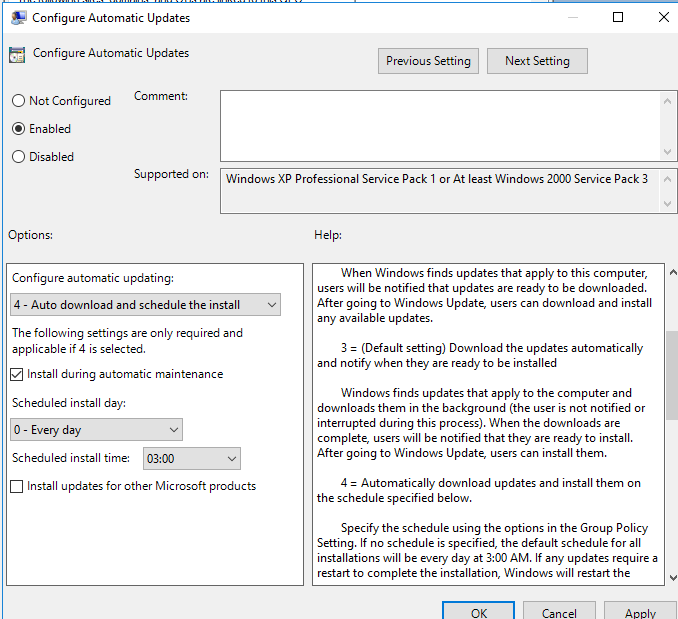 Configure Automatic Updates
Configure Automatic Updates
Previous Setting
Next Setting
Not Configured
Enabled
Disabled
Comment:
Supported on:
Windows XP Professional Service Pack 1 or At least Windows 2000 Service Pack 3
Options:
Help:
Configure automatic updating:
4 - Auto download and schedule the install
The following settings are only required and
applicable if 4 is selected.
Install during automatic maintenance
Scheduled install day:
0 - Every day
Scheduled install time:
03:00
Install updates for other Microsoft products
When Windows finds updates that apply to this computer,
users will be notified that updates are ready to be downloaded.
After going to Windows Update, users can download and install
any available updates.
3 = (Default setting) Download the updates automatically
and notify when they are ready to be installed
Windows finds updates that apply to the computer and
downloads them in the background (the user is not notified or
interrupted during this process). When the downloads are
complete, users will be notified that they are ready to install.
After going to Windows Update, users can install them.
4 = Automatically download updates and install them on
the schedule specified below.
Specify the schedule using the options in the Group Policy
Setting. If no schedule is specified, the default schedule for all
installations will be every day at 3:00 AM. If any updates require a
restart to complete the installation, Windows will restart the
OK
Cancel
Apply